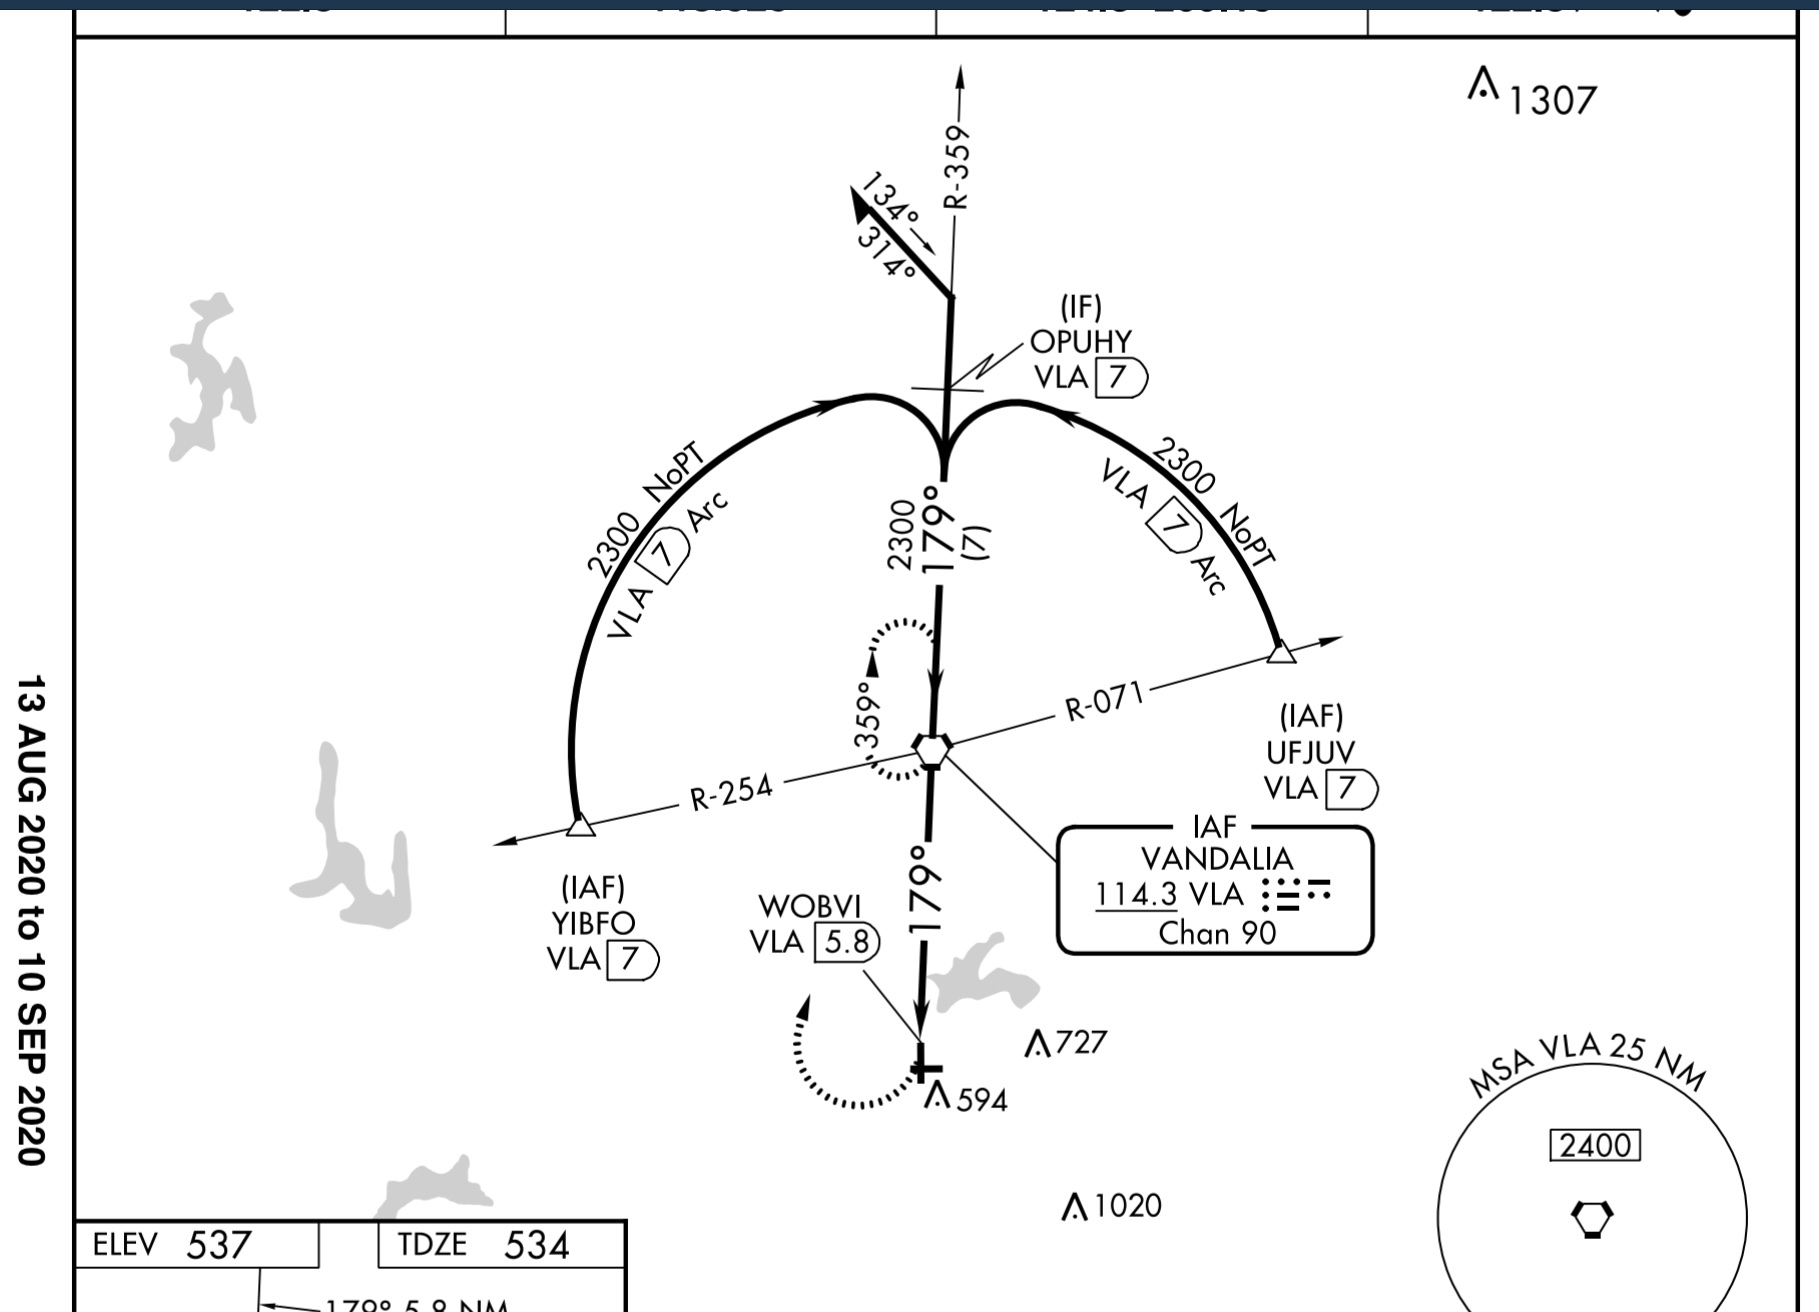 1307
R-359
134°
314°
(IF)
OPUHY
VLA 7
2300 NoPT
VLA 7 Arc
2300 NoPT
VLA 7 Arc
2300
179°
(7)
359°
R-071
R-254
(IAF)
UFJUV
VLA 7
IAF
VANDALIA
114.3 VLA
Chan 90
(IAF)
YIBFO
VLA 7
WOBVI
VLA 5.8
179°
727
594
1020
MSA VLA 25 NM
2400
13 AUG 2020 to 10 SEP 2020
ELEV 537
TDZE 534
179° 5.8 NM